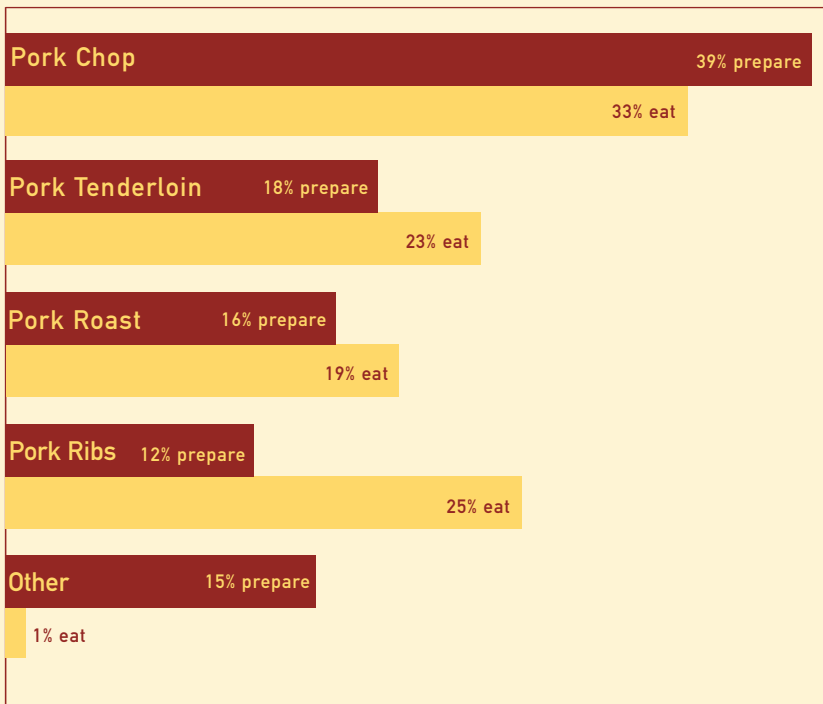 Pork Chop
39% prepare
33% eat
Pork Tenderloin
18% prepare
23% eat
Pork Roast
16% prepare
19% eat
Pork Ribs
12% prepare
25% eat
Other
15% prepare
1% eat